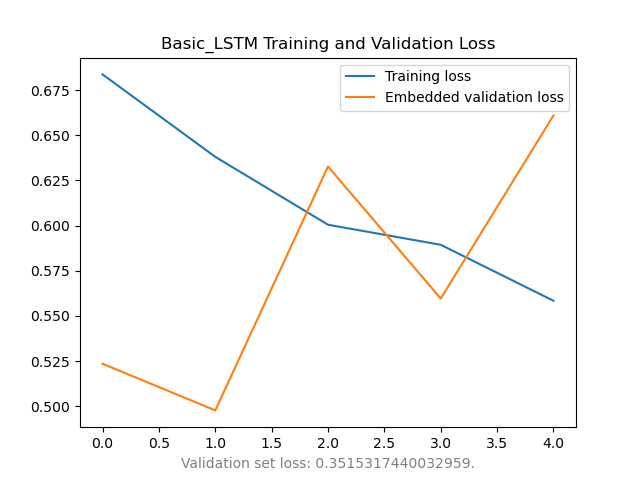 Basic_LSTM Training and Validation Loss
Training loss
Embedded validation loss
0.675
0.650
0.625
0.600
0.575
0.550
0.525
0.500
0.0 0.5 1.0 1.5 2.0 2.5 3.0 3.5 4.0
Validation set loss: 0.3515317440032959.